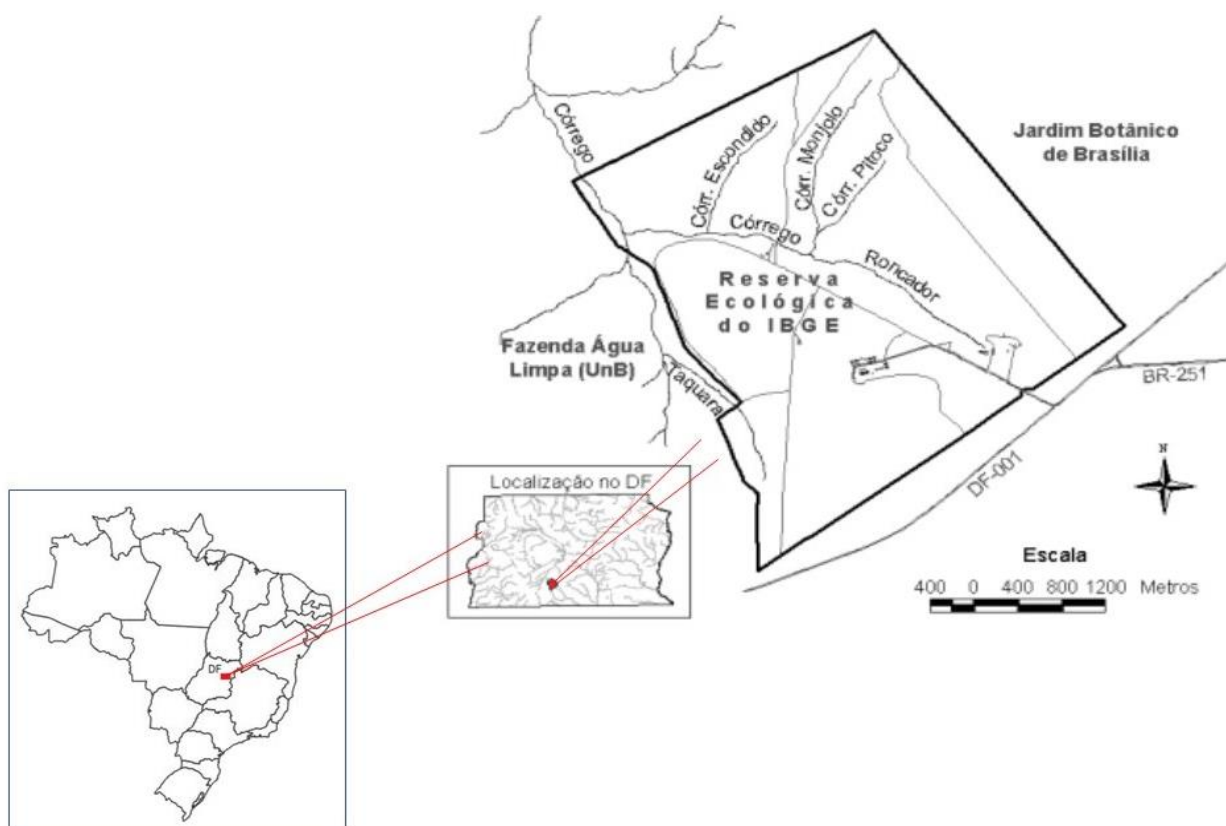 Córrego
Córr. Escondido
Córr. Monjolo
Córr. Pitoco
Jardim Botânico
de Brasília
Córrego
Roncador
Reserva
Ecológica
do IBGE
Fazenda Água
Limpa (UnB)
Taquara
BR-251
DF-001
N
Localização no DF
Escala
400 0 400 800 1200 Metros
DF